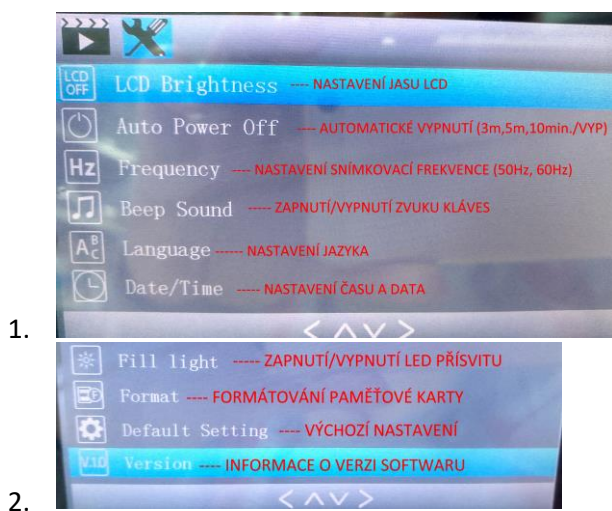 LCD OFF LCD Brightness ---- NASTAVENÍ JASU LCD
Auto Power Off ---- AUTOMATICKÉ VYPNUTÍ (3m,5m,10min./VYP)
Hz Frequency ---- NASTAVENÍ SNÍMKOVACÍ FREKVENCE (50Hz, 60Hz)
Beep Sound ----- ZAPNUTÍ/VYPNUTÍ ZVUKU KLÁVES
ABC Language ------ NASTAVENÍ JAZYKA
Date/Time ----- NASTAVENÍ ČASU A DATA
1.
Fill light ----- ZAPNUTÍ/VYPNUTÍ LED PŘÍSVITU
Format ---- FORMÁTOVÁNÍ PAMĚŤOVÉ KARTY
Default Setting ---- VÝCHOZÍ NASTAVENÍ
V1.0 Version ---- INFORMACE O VERZI SOFTWARU
2.